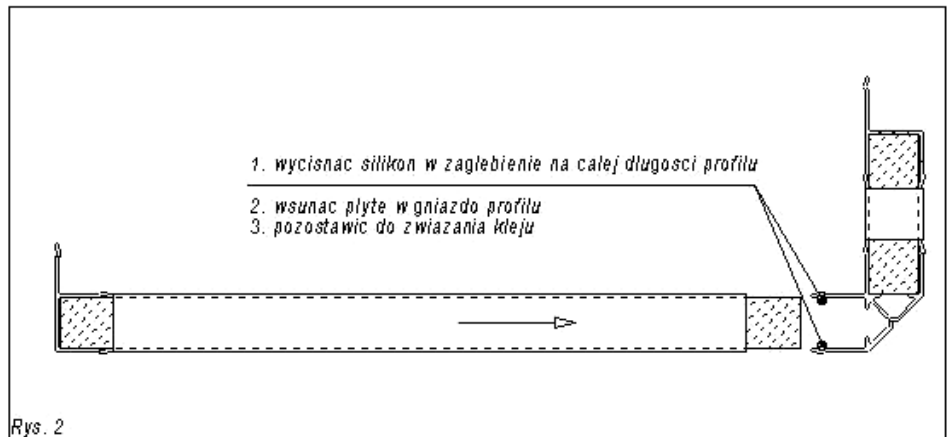 1. wycisnac silikon w zaglebienie na calej dlugosci profilu
2. wsunac plyte w gniazdo profilu
3. pozostawic do zwiazania kleju
Rys. 2